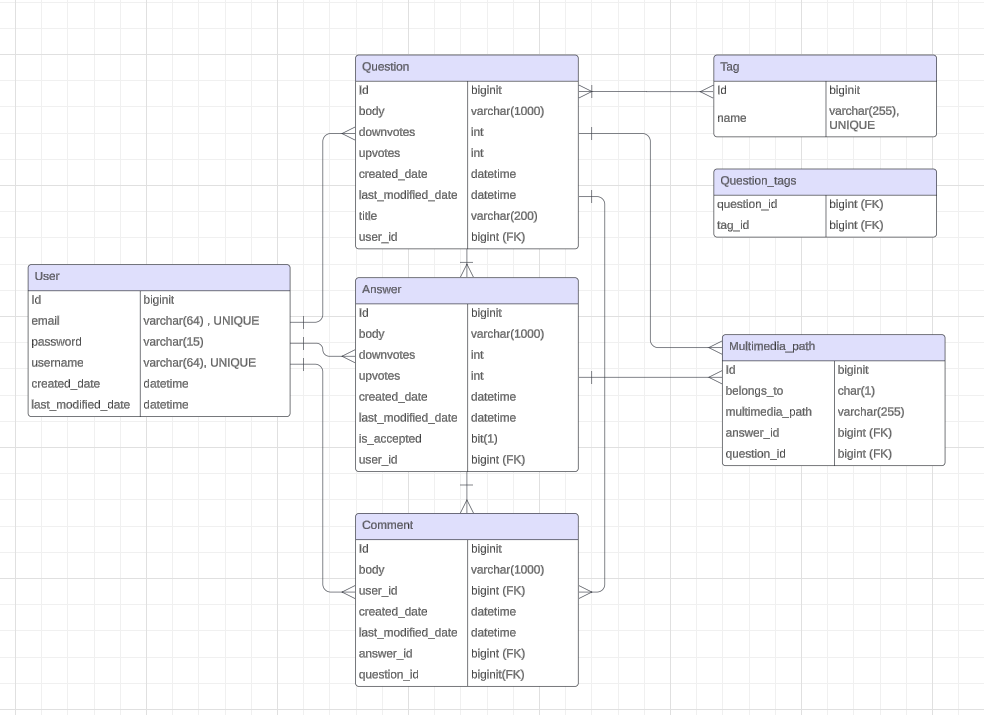 Question
Id biginit
body varchar(1000)
downvotes int
upvotes int
created_date datetime
last_modified_date datetime
title varchar(200)
user_id bigint (FK)
Tag
Id biginit
name varchar(255),
UNIQUE
Question_tags
question_id bigint (FK)
tag_id bigint (FK)
User
Id biginit
email varchar(64) , UNIQUE
password varchar(15)
username varchar(64), UNIQUE
created_date datetime
last_modified_date datetime
Answer
Id biginit
body varchar(1000)
downvotes int
upvotes int
created_date datetime
last_modified_date datetime
is_accepted bit(1)
user_id bigint (FK)
Multimedia_path
Id biginit
belongs_to char(1)
multimedia_path varchar(255)
answer_id bigint (FK)
question_id bigint (FK)
Comment
Id biginit
body varchar(1000)
user_id bigint (FK)
created_date datetime
last_modified_date datetime
answer_id bigint (FK)
question_id biginit(FK)